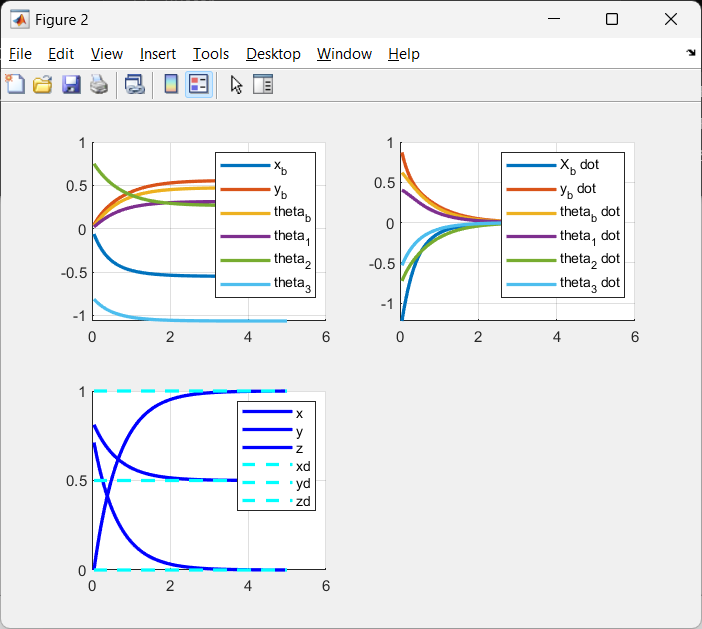 Figure 2
File Edit View Insert Tools Desktop Window Help
1
0.5
0
-0.5
-1
0 2 4 6
x_b
y_b
theta_b
theta_1
theta_2
theta_3
1
0.5
0
-0.5
-1
0 2 4 6
X_b dot
y_b dot
theta_b dot
theta_1 dot
theta_2 dot
theta_3 dot
1
0.5
0
0 2 4 6
x
y
z
xd
yd
zd